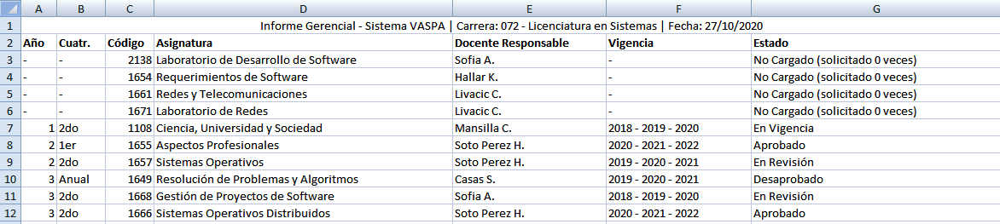 A B C D E F G
1 Informe Gerencial - Sistema VASPA | Carrera: 072 - Licenciatura en Sistemas | Fecha: 27/10/2020
2 Año Cuatr. Código Asignatura Docente Responsable Vigencia Estado
3 - - 2138 Laboratorio de Desarrollo de Software Sofia A. - No Cargado (solicitado 0 veces)
4 - - 1654 Requerimientos de Software Hallar K. - No Cargado (solicitado 0 veces)
5 - - 1661 Redes y Telecomunicaciones Livacic C. - No Cargado (solicitado 0 veces)
6 - - 1671 Laboratorio de Redes Livacic C. - No Cargado (solicitado 0 veces)
7 1 2do 1108 Ciencia, Universidad y Sociedad Mansilla C. 2018 - 2019 - 2020 En Vigencia
8 2 1er 1655 Aspectos Profesionales Soto Perez H. 2020 - 2021 - 2022 Aprobado
9 2 2do 1657 Sistemas Operativos Soto Perez H. 2019 - 2020 - 2021 En Revisión
10 3 Anual 1649 Resolución de Problemas y Algoritmos Casas S. 2019 - 2020 - 2021 Desaprobado
11 3 2do 1668 Gestión de Proyectos de Software Sofia A. 2018 - 2019 - 2020 En Revisión
12 3 2do 1666 Sistemas Operativos Distribuidos Soto Perez H. 2020 - 2021 - 2022 Aprobado